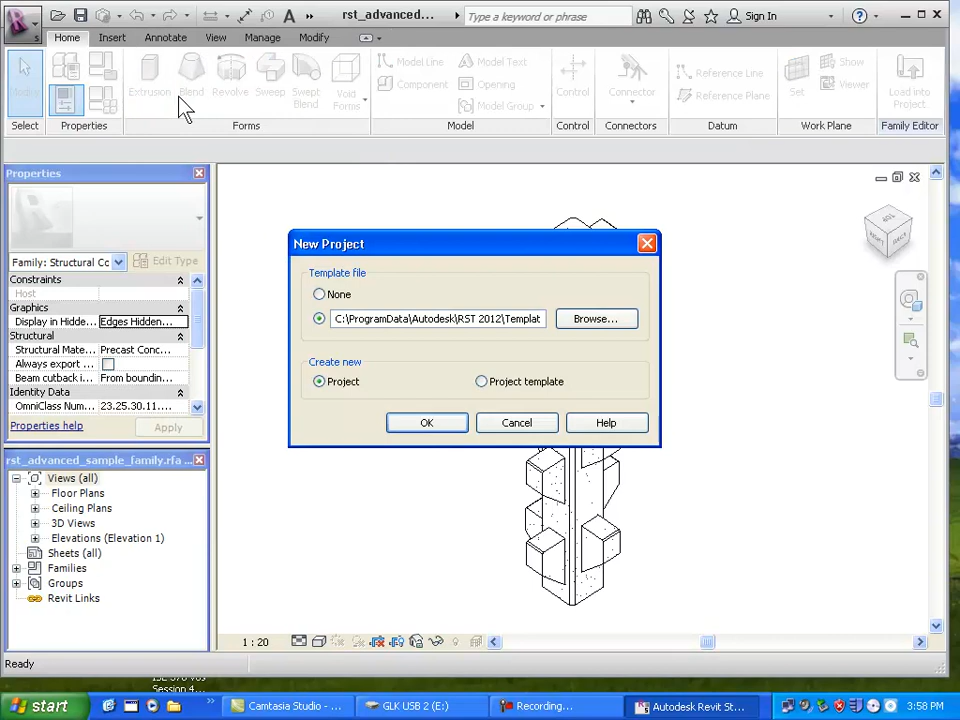 rst_advanced...
Type a keyword or phrase
Sign In
Home Insert Annotate View Manage Modify
Modify
Extrusion Blend Revolve Sweep Swept Blend Void Forms
Model Line
Component
Model Text
Opening
Model Group
Control
Connector
Reference Line
Reference Plane
Set
Show
Viewer
Load into Project
Select Properties Forms Model Control Connectors Datum Work Plane Family Editor
Properties
Family: Structural Cc
Edit Type
Constraints
Host
Graphics
Display in Hidde... Edges Hidden...
Structural
Structural Mate... Precast Conc...
Always export ...
Beam cutback i... From boundin...
Identity Data
OmniClass Num... 23.25.30.11...
Properties help
Apply
rst_advanced_sample_family.rfa ...
Views (all)
Floor Plans
Ceiling Plans
3D Views
Elevations (Elevation 1)
Sheets (all)
Families
Groups
Revit Links
New Project
Template file
None
C:\ProgramData\Autodesk\RST 2012\Templat
Browse...
Create new
Project
Project template
OK
Cancel
Help
RIGHT
BACK
1 : 20
Ready
Session 4...
start
Camtasia Studio - ...
GLK USB 2 (E:)
Recording...
Autodesk Revit St...
3:58 PM